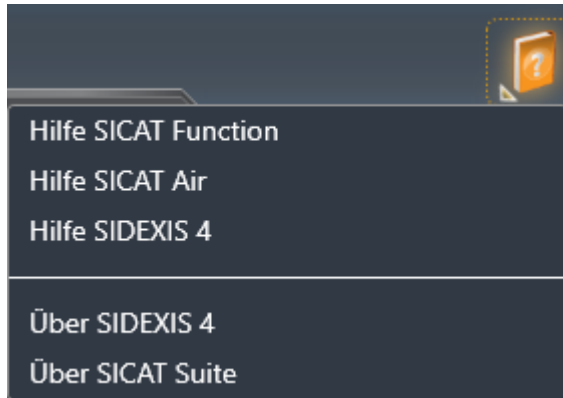 Hilfe SICAT Function
Hilfe SICAT Air
Hilfe SIDEXIS 4
Über SIDEXIS 4
Über SICAT Suite